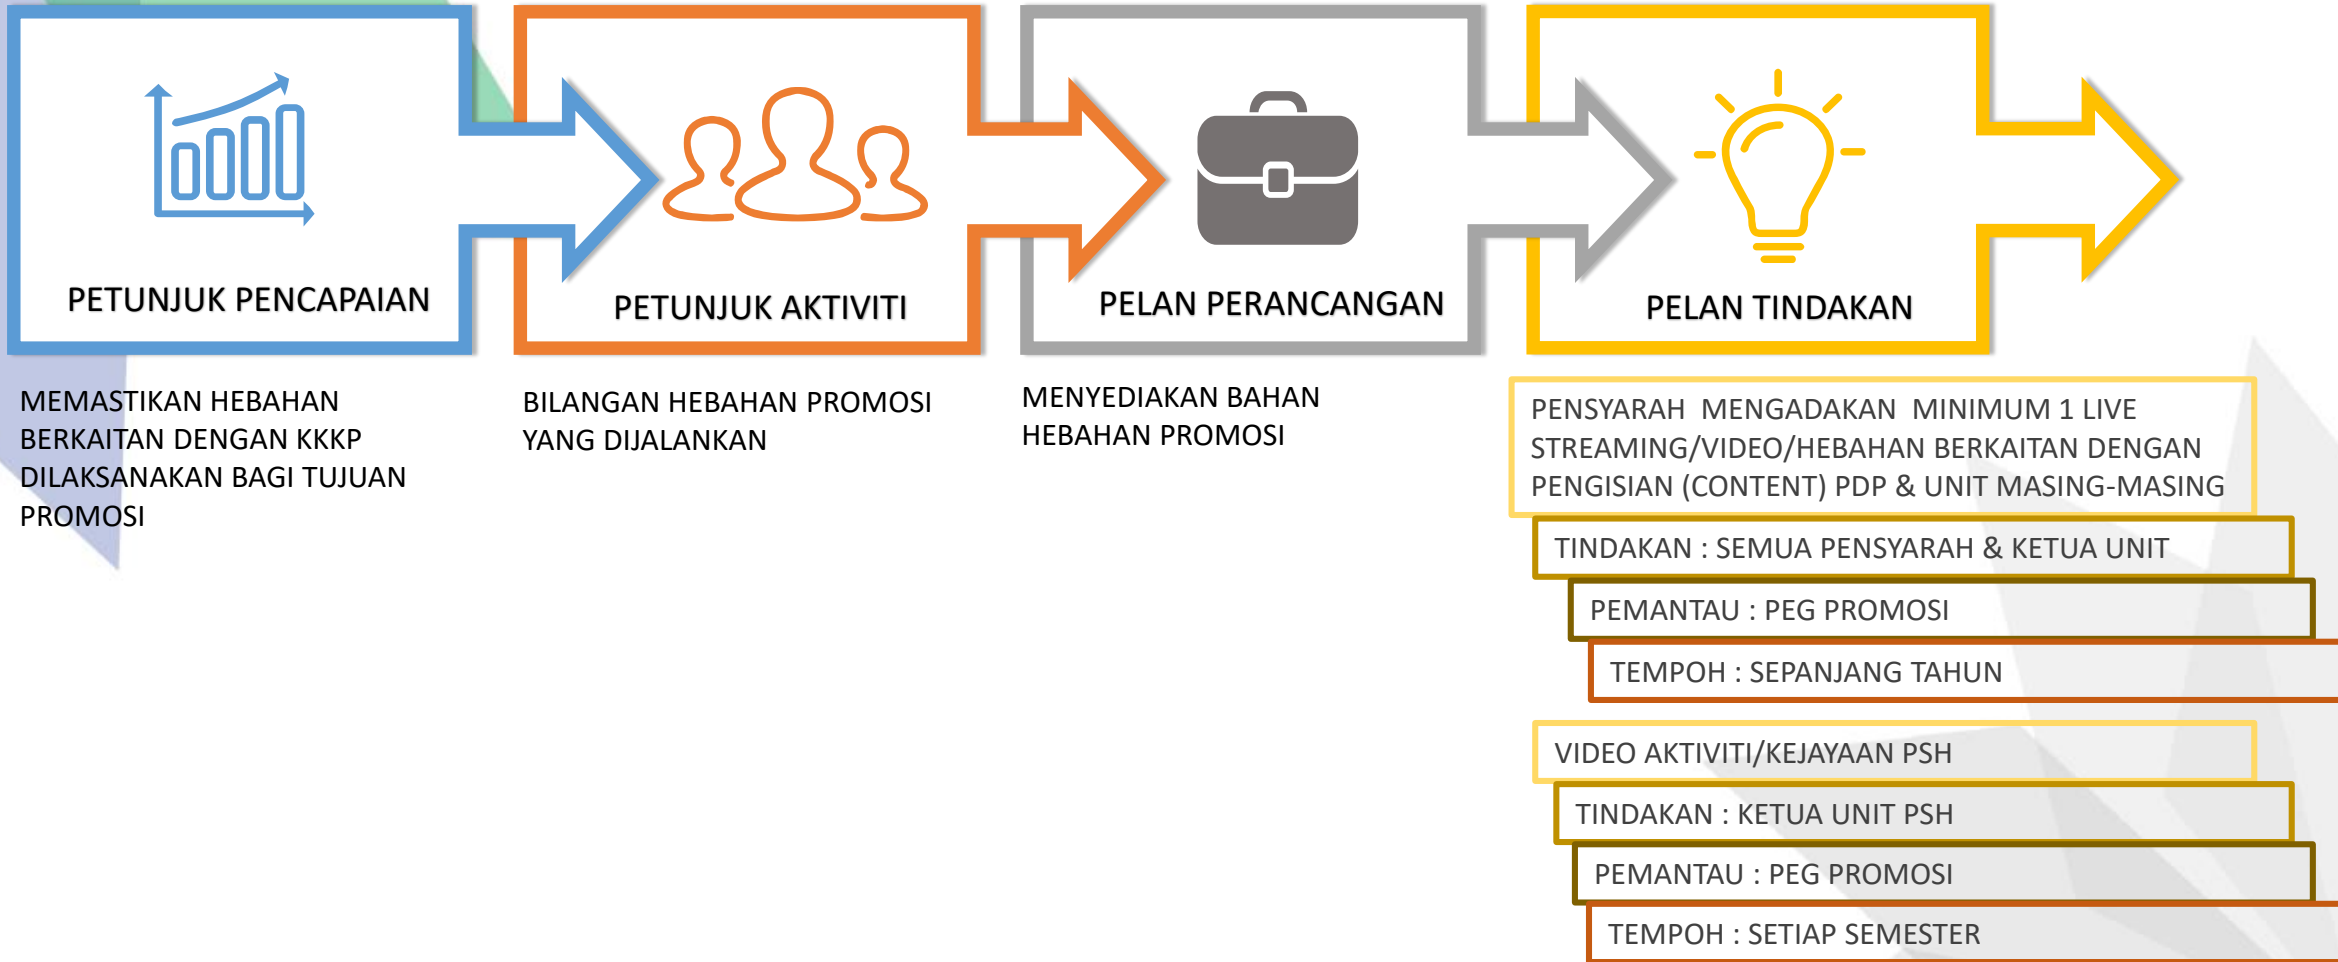 PETUNJUK PENCAPAIAN
PETUNJUK AKTIVITI
PELAN PERANCANGAN
PELAN TINDAKAN
MEMASTIKAN HEBAHAN
BERKAITAN DENGAN KKKP
DILAKSANAKAN BAGI TUJUAN
PROMOSI
BILANGAN HEBAHAN PROMOSI
YANG DIJALANKAN
MENYEDIAKAN BAHAN
HEBAHAN PROMOSI
PENSYARAH MENGADAKAN MINIMUM 1 LIVE
STREAMING/VIDEO/HEBAHAN BERKAITAN DENGAN
PENGISIAN (CONTENT) PDP & UNIT MASING-MASING
TINDAKAN : SEMUA PENSYARAH & KETUA UNIT
PEMANTAU : PEG PROMOSI
TEMPOH : SEPANJANG TAHUN
VIDEO AKTIVITI/KEJAYAAN PSH
TINDAKAN : KETUA UNIT PSH
PEMANTAU : PEG PROMOSI
TEMPOH : SETIAP SEMESTER